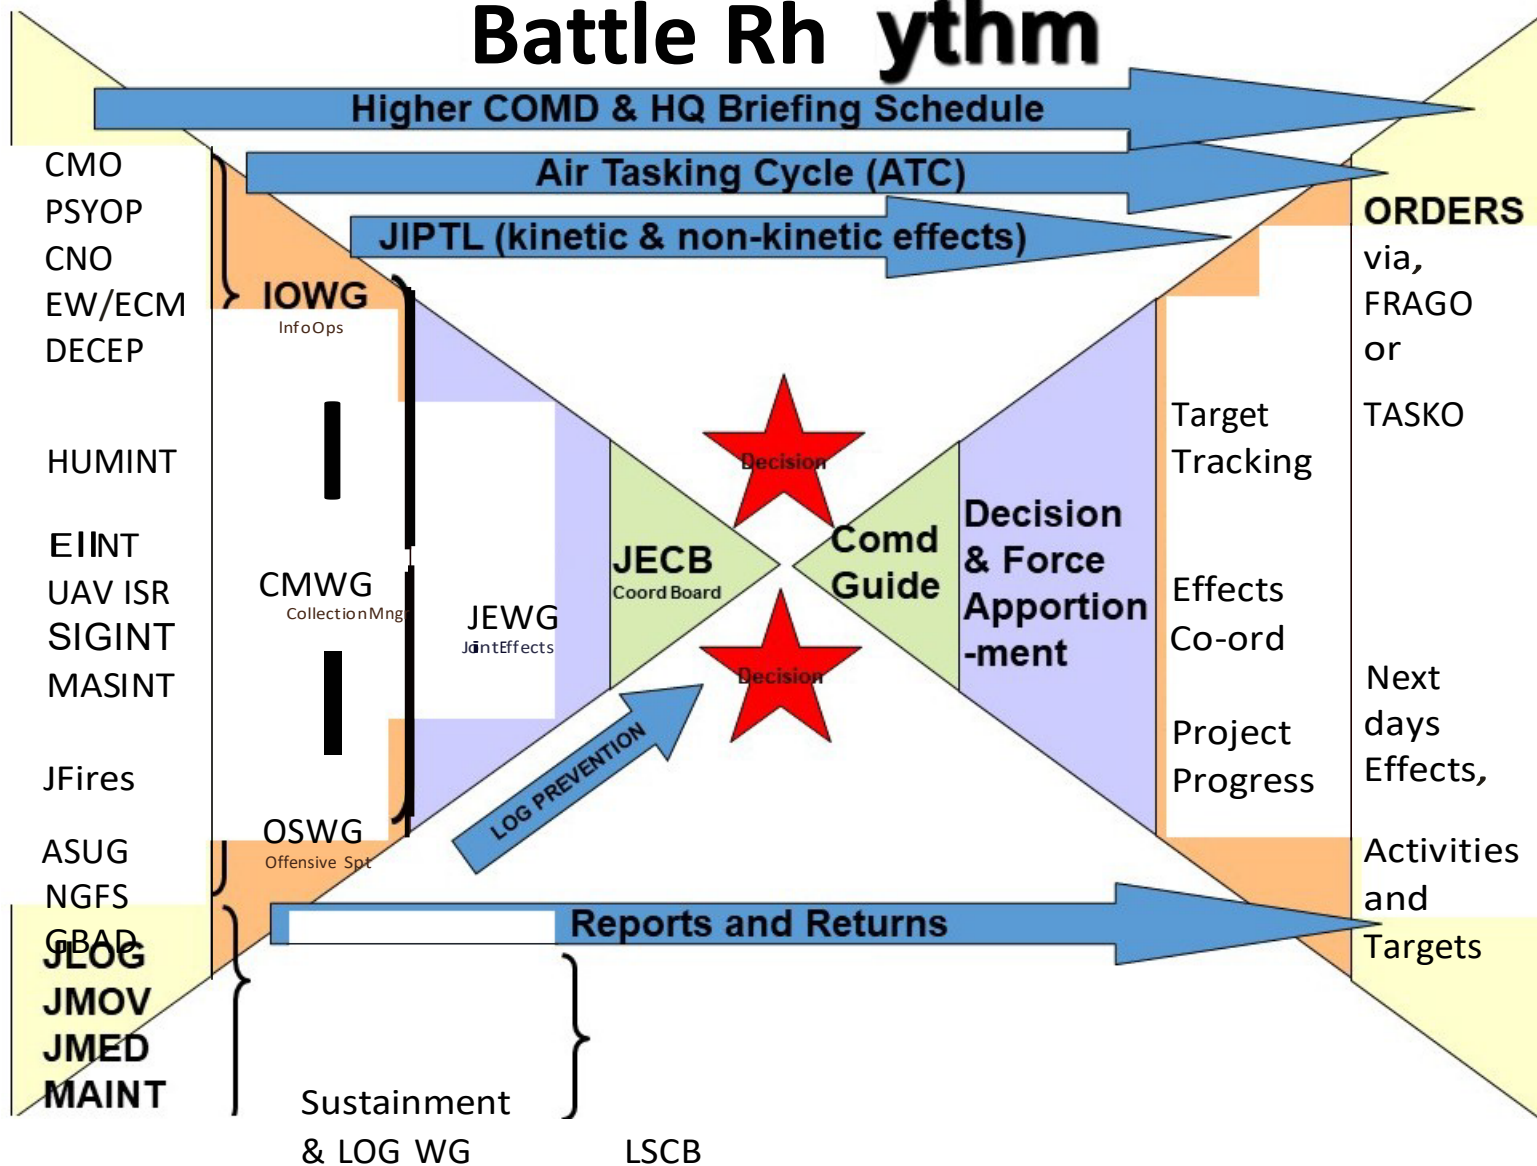 Battle Rh ythm
Higher COMD & HQ Briefing Schedule
Air Tasking Cycle (ATC)
JIPTL (kinetic & non-kinetic effects)
CMO
PSYOP
CNO
EW/ECM
DECEP
IOWG
InfoOps
HUMINT
EllNT
UAV ISR
SIGINT
MASINT
CMWG
CollectionMngr
JFires
OSWG
Offensive Spt
ASUG
NGFS
GBAD
JLOG
JMOV
JMED
MAINT
JEWG
JointEffects
JECB
Coord Board
Decision
Decision
LOG PREVENTION
Comd
Guide
Decision
& Force
Apportion
-ment
Target
Tracking
Effects
Co-ord
Project
Progress
ORDERS
via,
FRAGO
or
TASKO
Next
days
Effects,
Activities
and
Targets
Reports and Returns
Sustainment
& LOG WG
LSCB